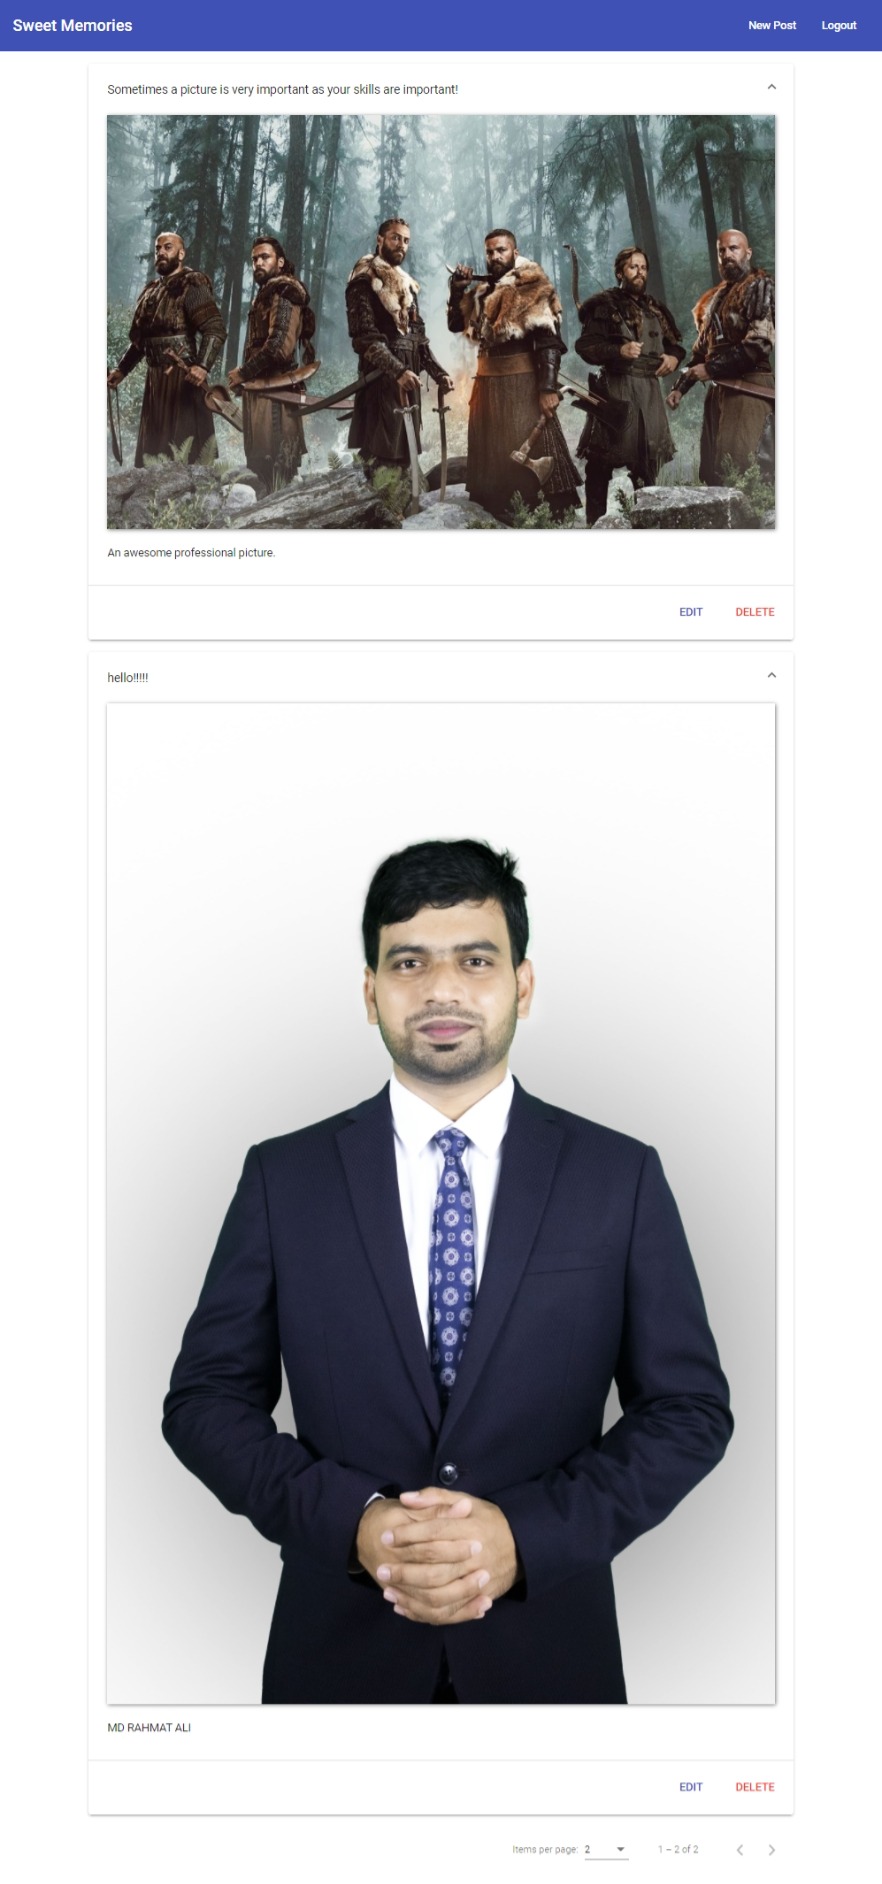 Sweet Memories
New Post
Logout
Sometimes a picture is very important as your skills are important!
An awesome professional picture.
EDIT
DELETE
hello!!!!!
MD RAHMAT ALI
EDIT
DELETE
Items per page: 2
1 – 2 of 2